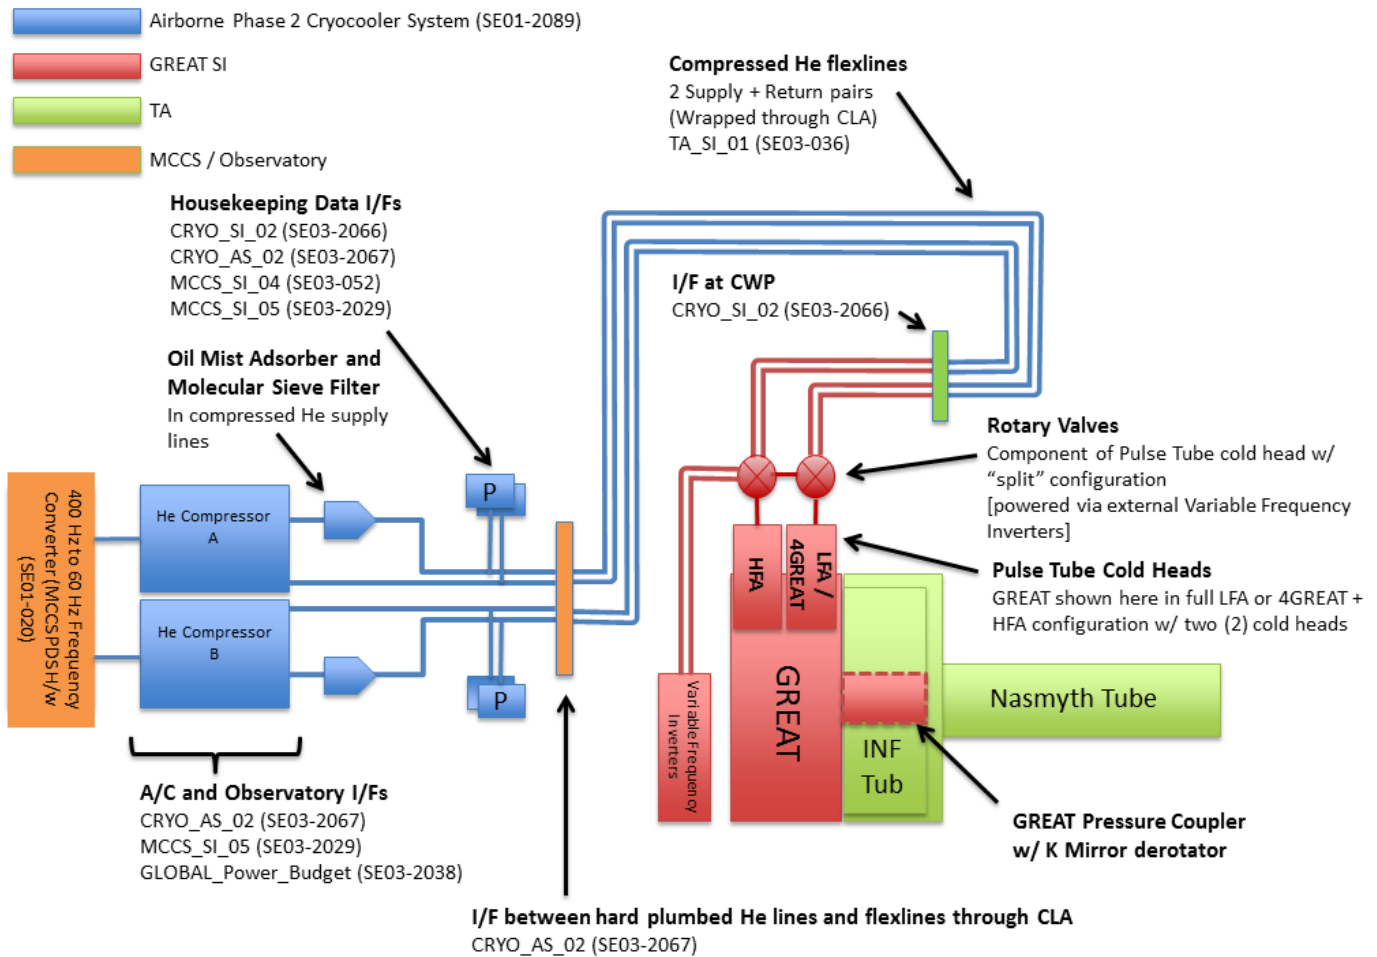 Airborne Phase 2 Cryocooler System (SE01-2089)
GREAT SI
TA
MCCS / Observatory
Compressed He flexlines
2 Supply + Return pairs
(Wrapped through CLA)
TA_SI_01 (SE03-036)
Housekeeping Data I/Fs
CRYO_SI_02 (SE03-2066)
CRYO_AS_02 (SE03-2067)
MCCS_SI_04 (SE03-052)
MCCS_SI_05 (SE03-2029)
I/F at CWP
CRYO_SI_02 (SE03-2066)
Oil Mist Adsorber and
Molecular Sieve Filter
In compressed He supply
lines
Rotary Valves
Component of Pulse Tube cold head w/
“split” configuration
[powered via external Variable Frequency
Inverters]
400 Hz to 60 Hz Frequency
Converter (MCCS PDS H/w
(SE01-020)
He Compressor
A
He Compressor
B
P
P
HFA
LFA /
4GREAT
Pulse Tube Cold Heads
GREAT shown here in full LFA or 4GREAT +
HFA configuration w/ two (2) cold heads
Variable Frequency
Inverters
GREAT
INF
Tub
Nasmyth Tube
A/C and Observatory I/Fs
CRYO_AS_02 (SE03-2067)
MCCS_SI_05 (SE03-2029)
GLOBAL_Power_Budget (SE03-2038)
GREAT Pressure Coupler
w/ K Mirror derotator
I/F between hard plumbed He lines and flexlines through CLA
CRYO_AS_02 (SE03-2067)